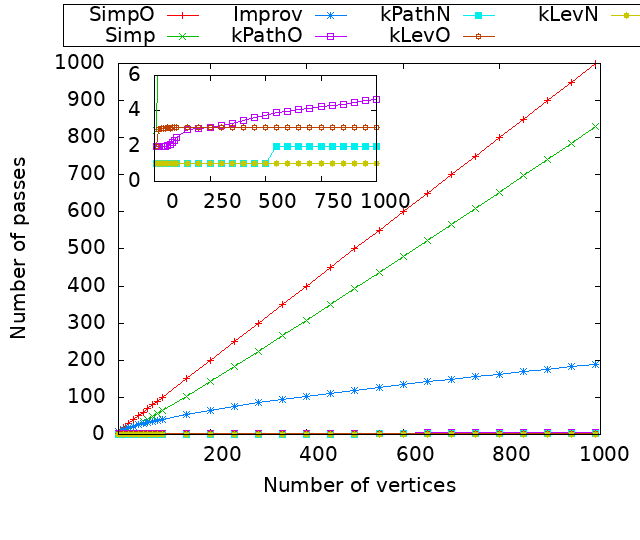 SimpO Improv kPathN kLevN
Simp kPathO kLevO
1000
900
800
700
600
500
400
300
200
100
0
6
4
2
0
0 250 500 750 1000
200 400 600 800 1000
Number of passes
Number of vertices